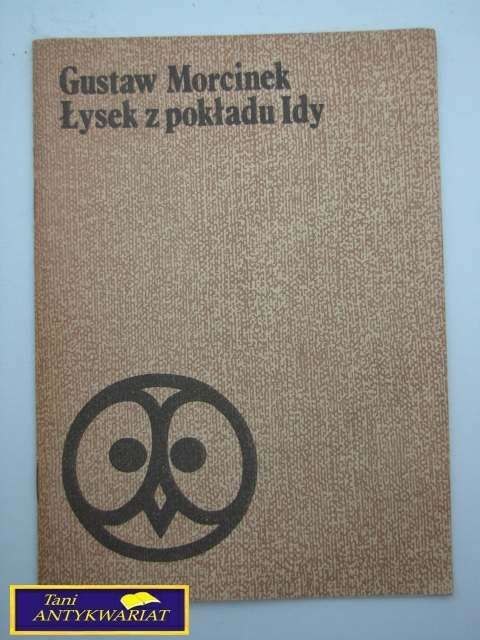 Gustaw Morcinek
Łysek z pokładu Idy
Tani
ANTYKWARIAT